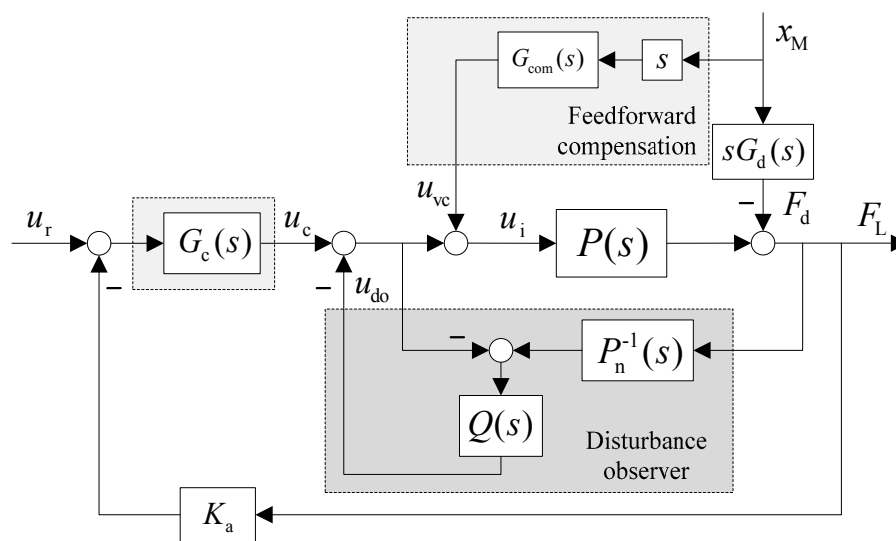 x_M
G_com(s)
s
Feedforward
compensation
sG_d(s)
u_vc
−
F_d
F_L
u_r
G_c(s)
u_c
u_i
P(s)
−
−
u_do
−
P_n^-1(s)
Q(s)
Disturbance
observer
K_a